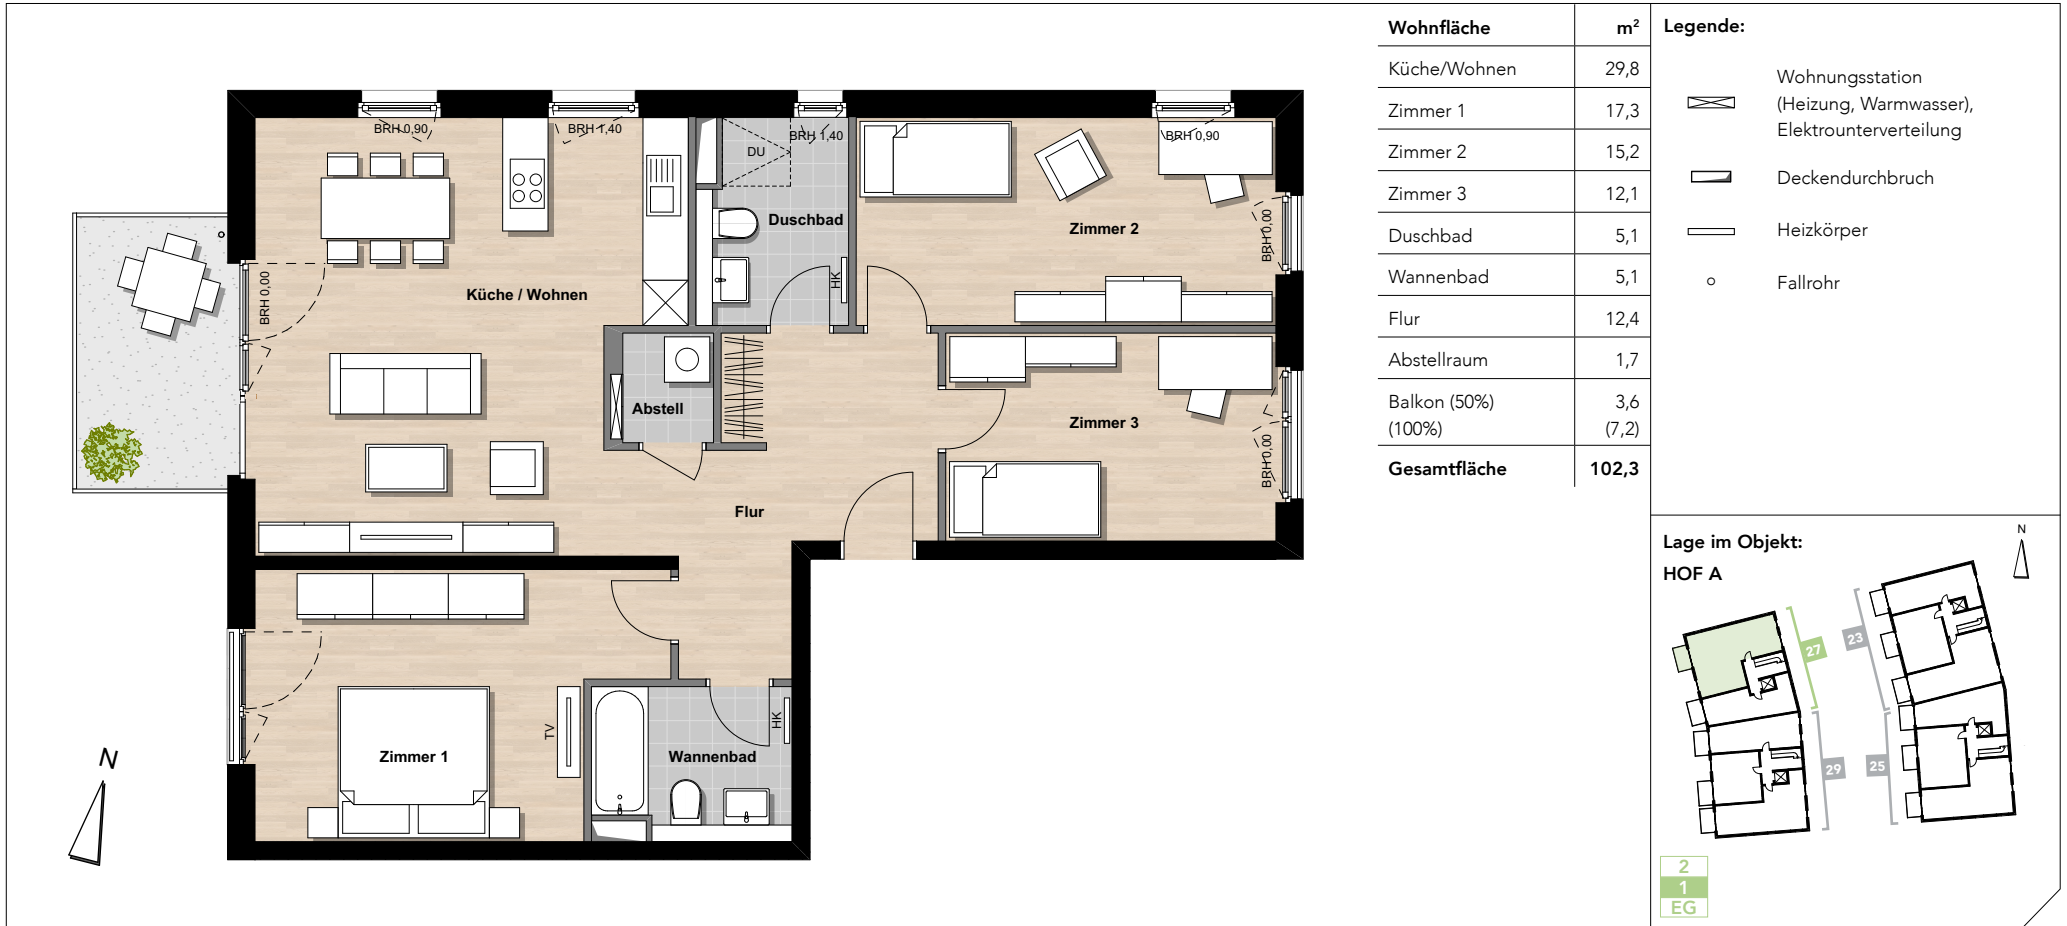 BRH 0,90
BRH 1,40
BRH 1,40
BRH 0,90
DU
Duschbad
Zimmer 2
BRH 0,00
BRH 0,00
Küche / Wohnen
HK
Abstell
Zimmer 3
BRH 0,00
Flur
TV
HK
Zimmer 1
Wannenbad
N
Wohnfläche m²
Küche/Wohnen 29,8
Zimmer 1 17,3
Zimmer 2 15,2
Zimmer 3 12,1
Duschbad 5,1
Wannenbad 5,1
Flur 12,4
Abstellraum 1,7
Balkon (50%) 3,6
(100%) (7,2)
Gesamtfläche 102,3
Legende:
Wohnungsstation
(Heizung, Warmwasser),
Elektrounterverteilung
Deckendurchbruch
Heizkörper
Fallrohr
Lage im Objekt:
HOF A
N
27
23
29
25
2
1
EG